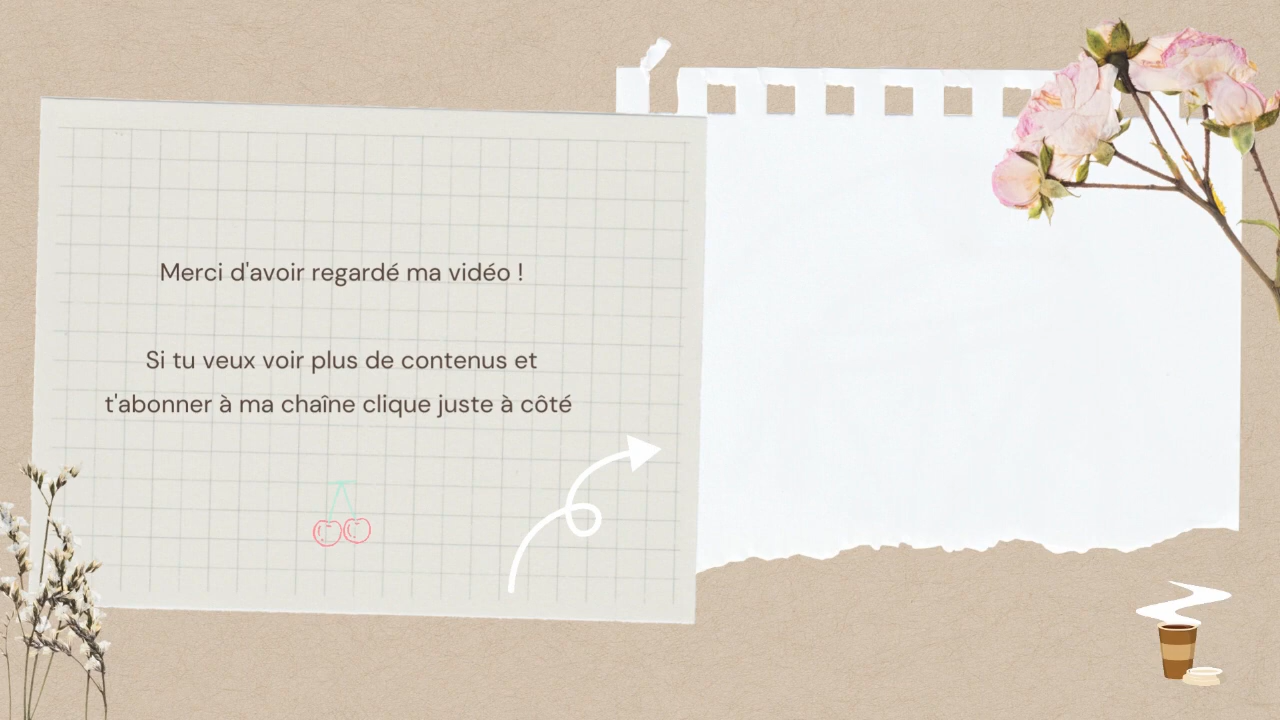 Merci d'avoir regardé ma vidéo !
Si tu veux voir plus de contenus et
t'abonner à ma chaîne clique juste à côté